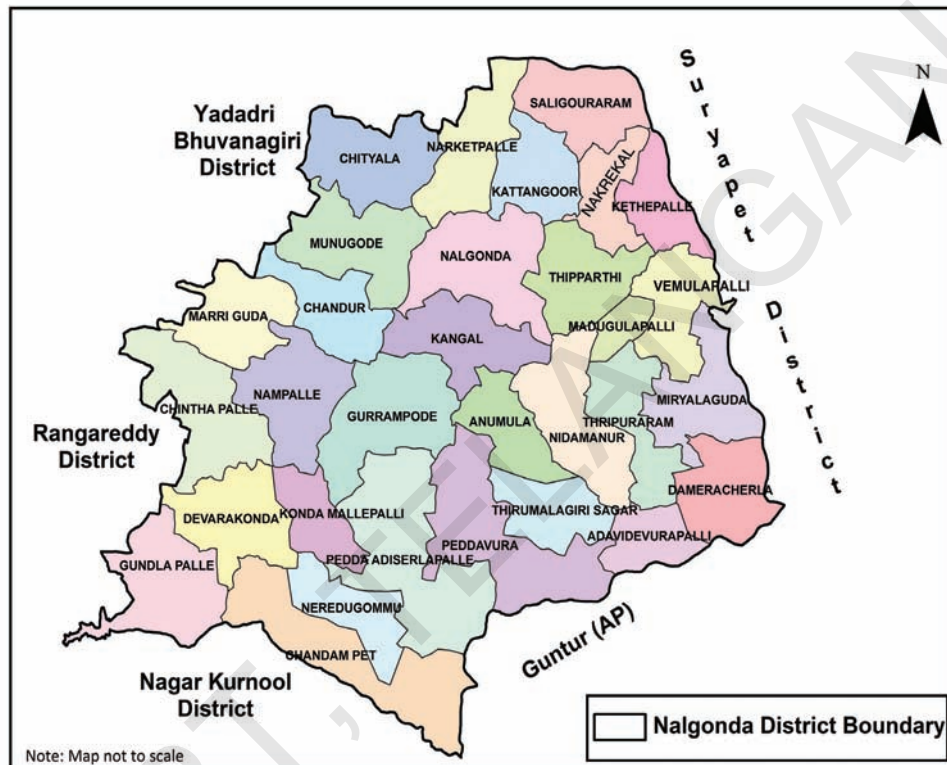 Suryapet District
N
Yadadri
Bhuvanagiri
District
SALIGOURARAM
NARKETPALLE
CHITYALA
KATTANGOOR
NAKREKAL
KETHEPALLE
MUNUGODE
NALGONDA
THIPPARTHI
VEMULAPALLI
MARRI GUDA
CHANDUR
MADUGULAPALLI
KANGAL
NAMPALLE
MIRYALAGUDA
CHINTHA PALLE
GURRAMPODE
ANUMULA
THRIPURARAM
NIDAMANUR
Rangareddy
District
DAMERACHERLA
DEVARAKONDA
KONDA MALLEPALLI
THIRUMALAGIRI SAGAR
ADAVIDEVURAPALLI
PEDDAVURA
GUNDLA PALLE
PEDDA ADISERLAPALLE
NEREDUGOMMU
CHANDAM PET
Guntur (AP)
Nagar Kurnool
District
Nalgonda District Boundary
Note: Map not to scale